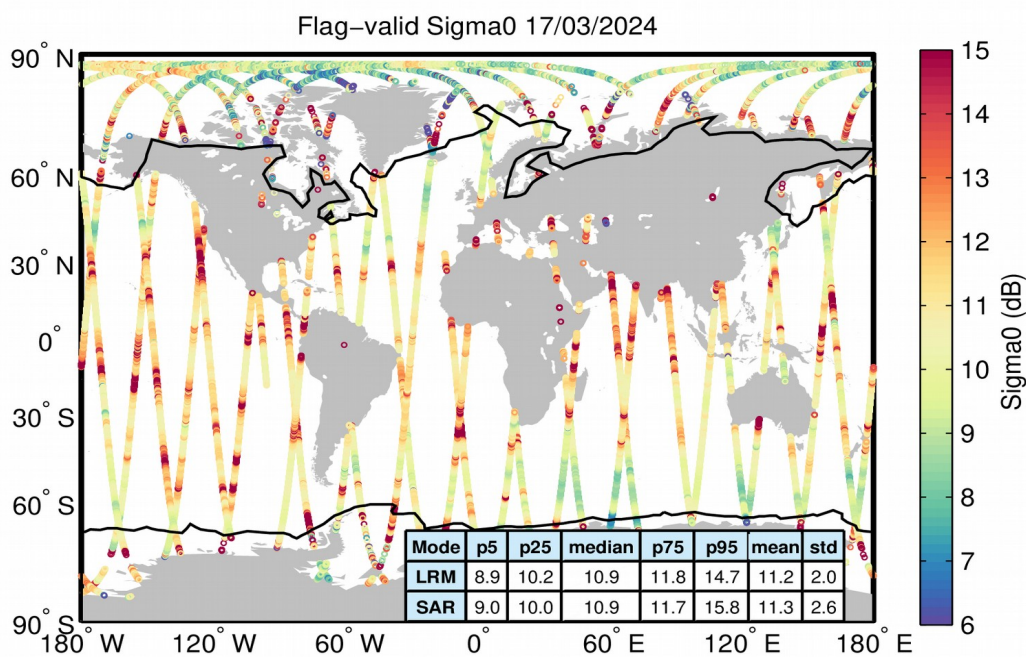 Flag−valid Sigma0 17/03/2024
90° N
60° N
30° N
0°
30° S
60° S
90° S
180° W
120° W
60° W
0°
60° E
120° E
180° E
15
14
13
12
11
10
9
8
7
6
Sigma0 (dB)
Mode p5 p25 median p75 p95 mean std
LRM 8.9 10.2 10.9 11.8 14.7 11.2 2.0
SAR 9.0 10.0 10.9 11.7 15.8 11.3 2.6